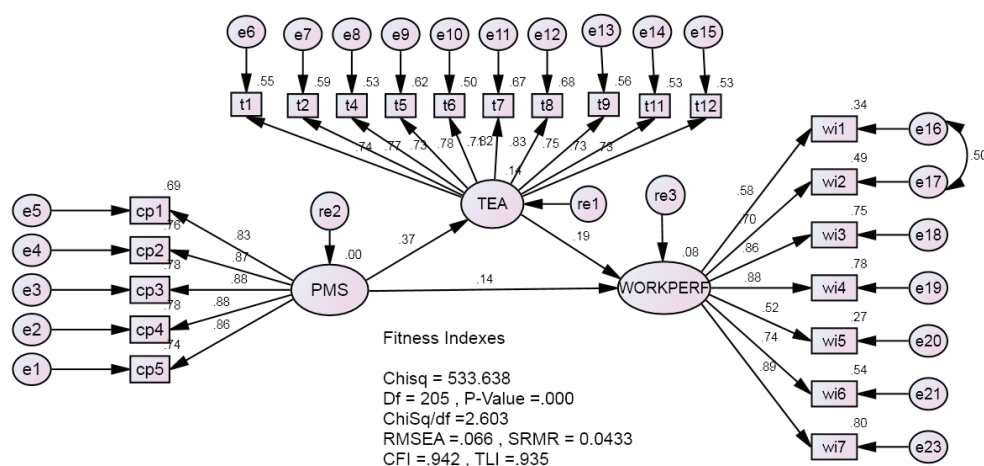 e6 e7 e8 e9 e10 e11 e12 e13 e14 e15
.55 .59 .53 .62 .50 .67 .68 .56 .53 .53
t1 t2 t4 t5 t6 t7 t8 t9 t11 t12
.74 .77 .73 .78 .71 .82 .83 .75 .73 .73
.14
TEA
re1
re2
re3
.37
.19
.14
.00
PMS
.08
WORKPERF
e5 cp1 .69 .83
e4 cp2 .76 .87
e3 cp3 .78 .88
e2 cp4 .78 .88
e1 cp5 .74 .86
.34 wi1 e16 .58
.50
.49 wi2 e17 .70
.75 wi3 e18 .86
.78 wi4 e19 .88
.27 wi5 e20 .52
.54 wi6 e21 .74
.80 wi7 e23 .89
Fitness Indexes
Chisq = 533.638
Df = 205 , P-Value =.000
ChiSq/df =2.603
RMSEA =.066 , SRMR = 0.0433
CFI =.942 , TLI =.935